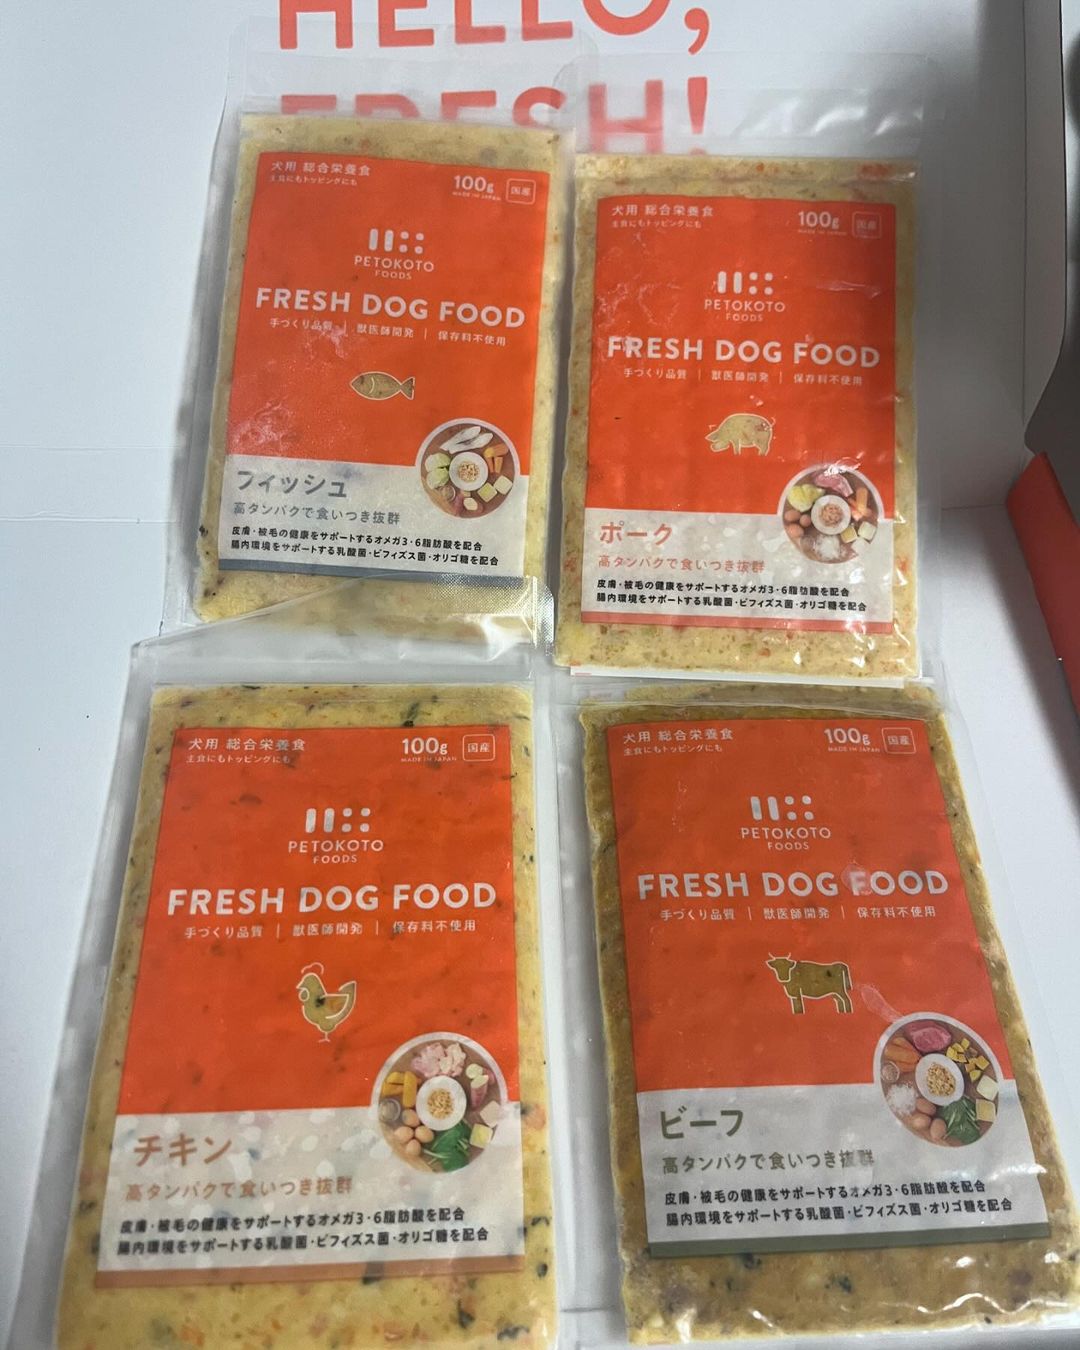 HELLO,
FRESH!
犬用 総合栄養食
主食にもトッピングにも
100g
MADE IN JAPAN
国産
PETOKOTO
FOODS
FRESH DOG FOOD
手づくり品質 | 獣医師開発 | 保存料不使用
フィッシュ
高タンパクで食いつき抜群
皮膚・被毛の健康をサポートするオメガ3・6脂肪酸を配合
腸内環境をサポートする乳酸菌・ビフィズス菌・オリゴ糖を配合
犬用 総合栄養食
主食にもトッピングにも
100g
MADE IN JAPAN
国産
PETOKOTO
FOODS
FRESH DOG FOOD
手づくり品質 | 獣医師開発 | 保存料不使用
ポーク
高タンパクで食いつき抜群
皮膚・被毛の健康をサポートするオメガ3・6脂肪酸を配合
腸内環境をサポートする乳酸菌・ビフィズス菌・オリゴ糖を配合
犬用 総合栄養食
主食にもトッピングにも
100g
MADE IN JAPAN
国産
PETOKOTO
FOODS
FRESH DOG FOOD
手づくり品質 | 獣医師開発 | 保存料不使用
チキン
高タンパクで食いつき抜群
皮膚・被毛の健康をサポートするオメガ3・6脂肪酸を配合
腸内環境をサポートする乳酸菌・ビフィズス菌・オリゴ糖を配合
犬用 総合栄養食
主食にもトッピングにも
100g
MADE IN JAPAN
国産
PETOKOTO
FOODS
FRESH DOG FOOD
手づくり品質 | 獣医師開発 | 保存料不使用
ビーフ
高タンパクで食いつき抜群
皮膚・被毛の健康をサポートするオメガ3・6脂肪酸を配合
腸内環境をサポートする乳酸菌・ビフィズス菌・オリゴ糖を配合